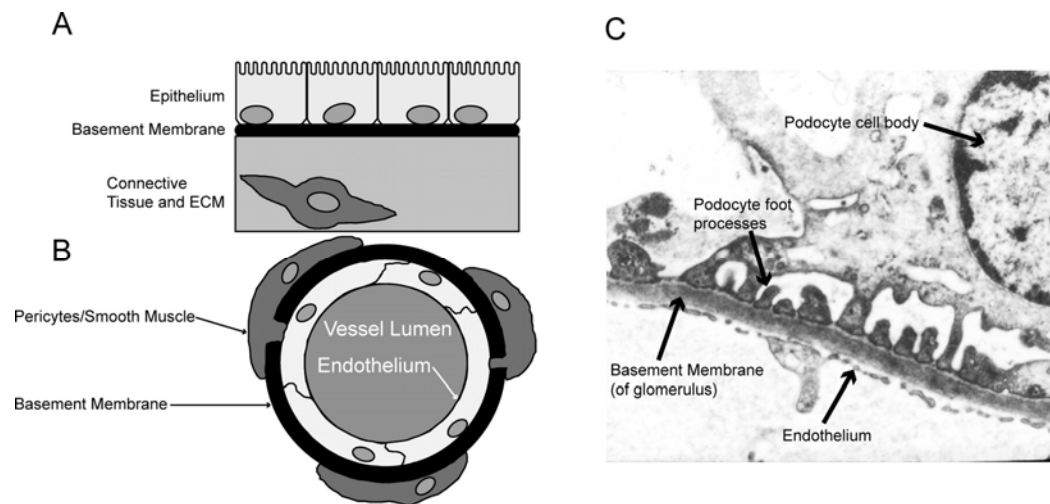 A
Epithelium
Basement Membrane
Connective
Tissue and ECM
B
Pericytes/Smooth Muscle
Vessel Lumen
Endothelium
Basement Membrane
C
Podocyte cell body
Podocyte foot
processes
Basement Membrane
(of glomerulus)
Endothelium